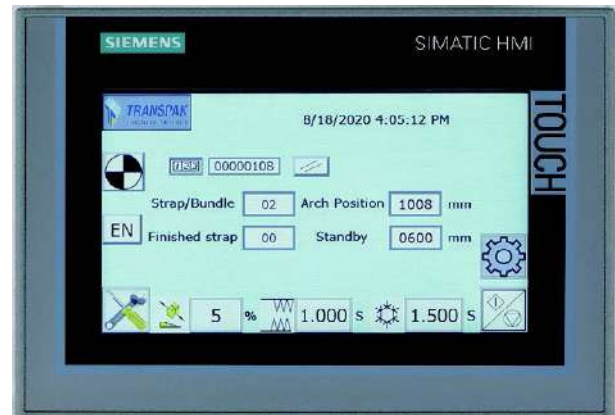 SIEMENS
SIMATIC HMI
TOUCH
TRANSPAK
8/18/2020 4:05:12 PM
00000108
Strap/Bundle 02 Arch Position 1008 mm
EN Finished strap 00 Standby 0600 mm
5 % 1.000 s 1.500 s